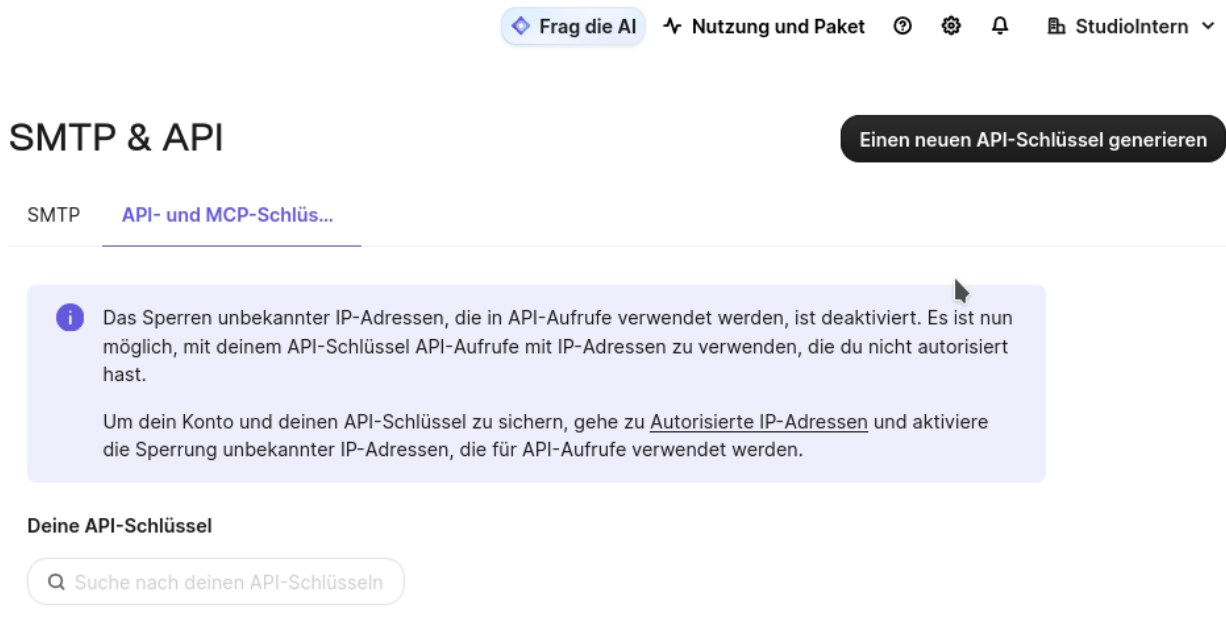 Frag die AI
Nutzung und Paket
StudioIntern
SMTP & API
Einen neuen API-Schlüssel generieren
SMTP
API- und MCP-Schlüs...
Das Sperren unbekannter IP-Adressen, die in API-Aufrufe verwendet werden, ist deaktiviert. Es ist nun
möglich, mit deinem API-Schlüssel API-Aufrufe mit IP-Adressen zu verwenden, die du nicht autorisiert
hast.
Um dein Konto und deinen API-Schlüssel zu sichern, gehe zu Autorisierte IP-Adressen und aktiviere
die Sperrung unbekannter IP-Adressen, die für API-Aufrufe verwendet werden.
Deine API-Schlüssel
Suche nach deinen API-Schlüsseln